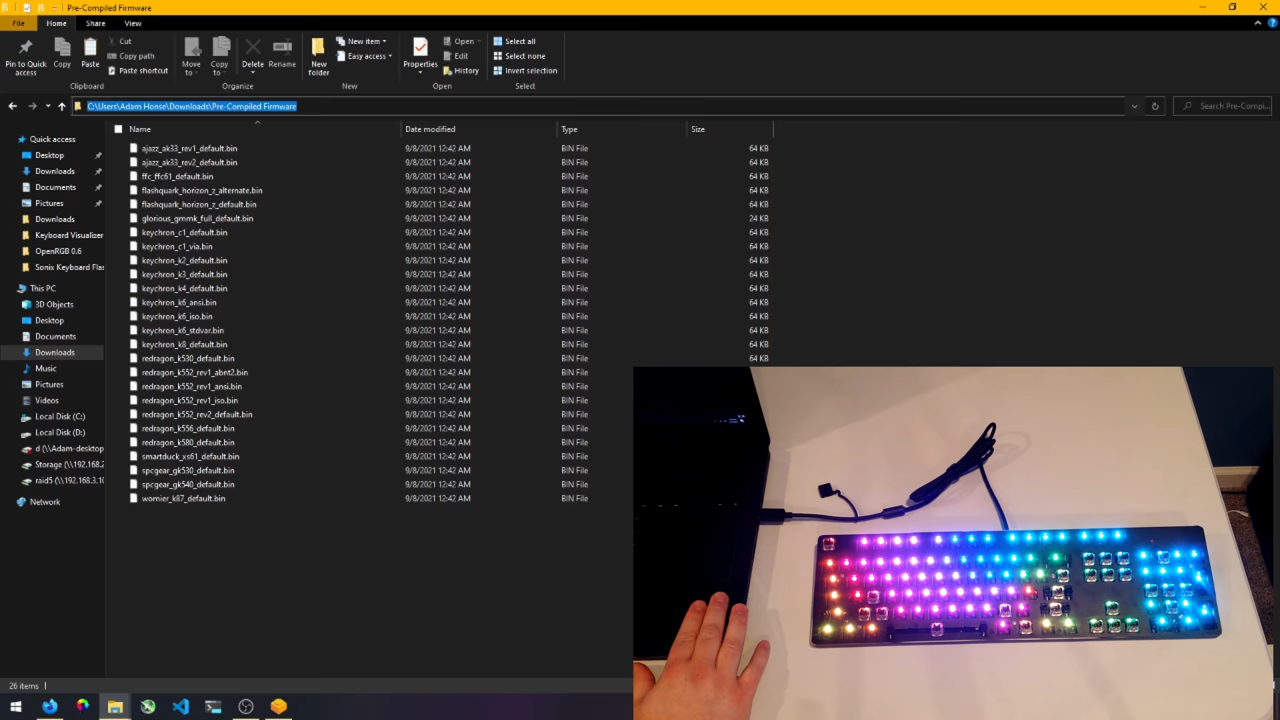 Pre-Compiled Firmware
File Home Share View
Pin to Quick access
Copy
Paste
Cut
Copy path
Paste shortcut
Clipboard
Move to
Copy to
Delete
Rename
Organize
New folder
New item
Easy access
New
Properties
Open
Edit
History
Open
Select all
Select none
Invert selection
Select
C:\Users\Adam Honse\Downloads\Pre-Compiled Firmware
Search Pre-Compi...
Quick access
Desktop
Downloads
Documents
Pictures
Downloads
Keyboard Visualizer
OpenRGB 0.6
Sonix Keyboard Flas
This PC
3D Objects
Desktop
Documents
Downloads
Music
Pictures
Videos
Local Disk (C:)
Local Disk (D:)
d (\\Adam-desktop
Storage (\\192.168.2
raid5 (\\192.168.3.10
Network
Name Date modified Type Size
ajazz_ak33_rev1_default.bin 9/8/2021 12:42 AM BIN File 64 KB
ajazz_ak33_rev2_default.bin 9/8/2021 12:42 AM BIN File 64 KB
ffc_ffc61_default.bin 9/8/2021 12:42 AM BIN File 64 KB
flashquark_horizon_z_alternate.bin 9/8/2021 12:42 AM BIN File 64 KB
flashquark_horizon_z_default.bin 9/8/2021 12:42 AM BIN File 64 KB
glorious_gmmk_full_default.bin 9/8/2021 12:42 AM BIN File 24 KB
keychron_c1_default.bin 9/8/2021 12:42 AM BIN File 64 KB
keychron_c1_via.bin 9/8/2021 12:42 AM BIN File 64 KB
keychron_k2_default.bin 9/8/2021 12:42 AM BIN File 64 KB
keychron_k3_default.bin 9/8/2021 12:42 AM BIN File 64 KB
keychron_k4_default.bin 9/8/2021 12:42 AM BIN File 64 KB
keychron_k6_ansi.bin 9/8/2021 12:42 AM BIN File 64 KB
keychron_k6_iso.bin 9/8/2021 12:42 AM BIN File 64 KB
keychron_k6_stdvar.bin 9/8/2021 12:42 AM BIN File 64 KB
keychron_k8_default.bin 9/8/2021 12:42 AM BIN File 64 KB
redragon_k530_default.bin 9/8/2021 12:42 AM BIN File 64 KB
redragon_k552_rev1_abnt2.bin 9/8/2021 12:42 AM BIN File
redragon_k552_rev1_ansi.bin 9/8/2021 12:42 AM BIN File
redragon_k552_rev1_iso.bin 9/8/2021 12:42 AM BIN File
redragon_k552_rev2_default.bin 9/8/2021 12:42 AM BIN File
redragon_k556_default.bin 9/8/2021 12:42 AM BIN File
redragon_k580_default.bin 9/8/2021 12:42 AM BIN File
smartduck_xs61_default.bin 9/8/2021 12:42 AM BIN File
spcgear_gk530_default.bin 9/8/2021 12:42 AM BIN File
spcgear_gk540_default.bin 9/8/2021 12:42 AM BIN File
womier_k87_default.bin 9/8/2021 12:42 AM BIN File
26 items